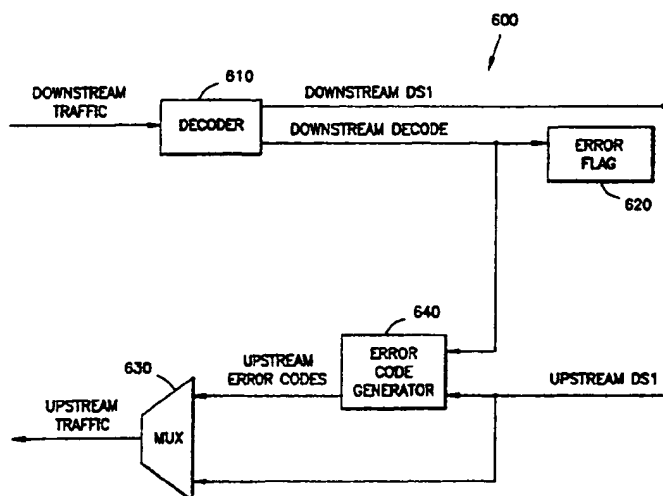 600
610
DOWNSTREAM
TRAFFIC
DECODER
DOWNSTREAM DS1
DOWNSTREAM DECODE
ERROR
FLAG
620
640
630
UPSTREAM
ERROR CODES
ERROR
CODE
GENERATOR
UPSTREAM DS1
UPSTREAM
TRAFFIC
MUX